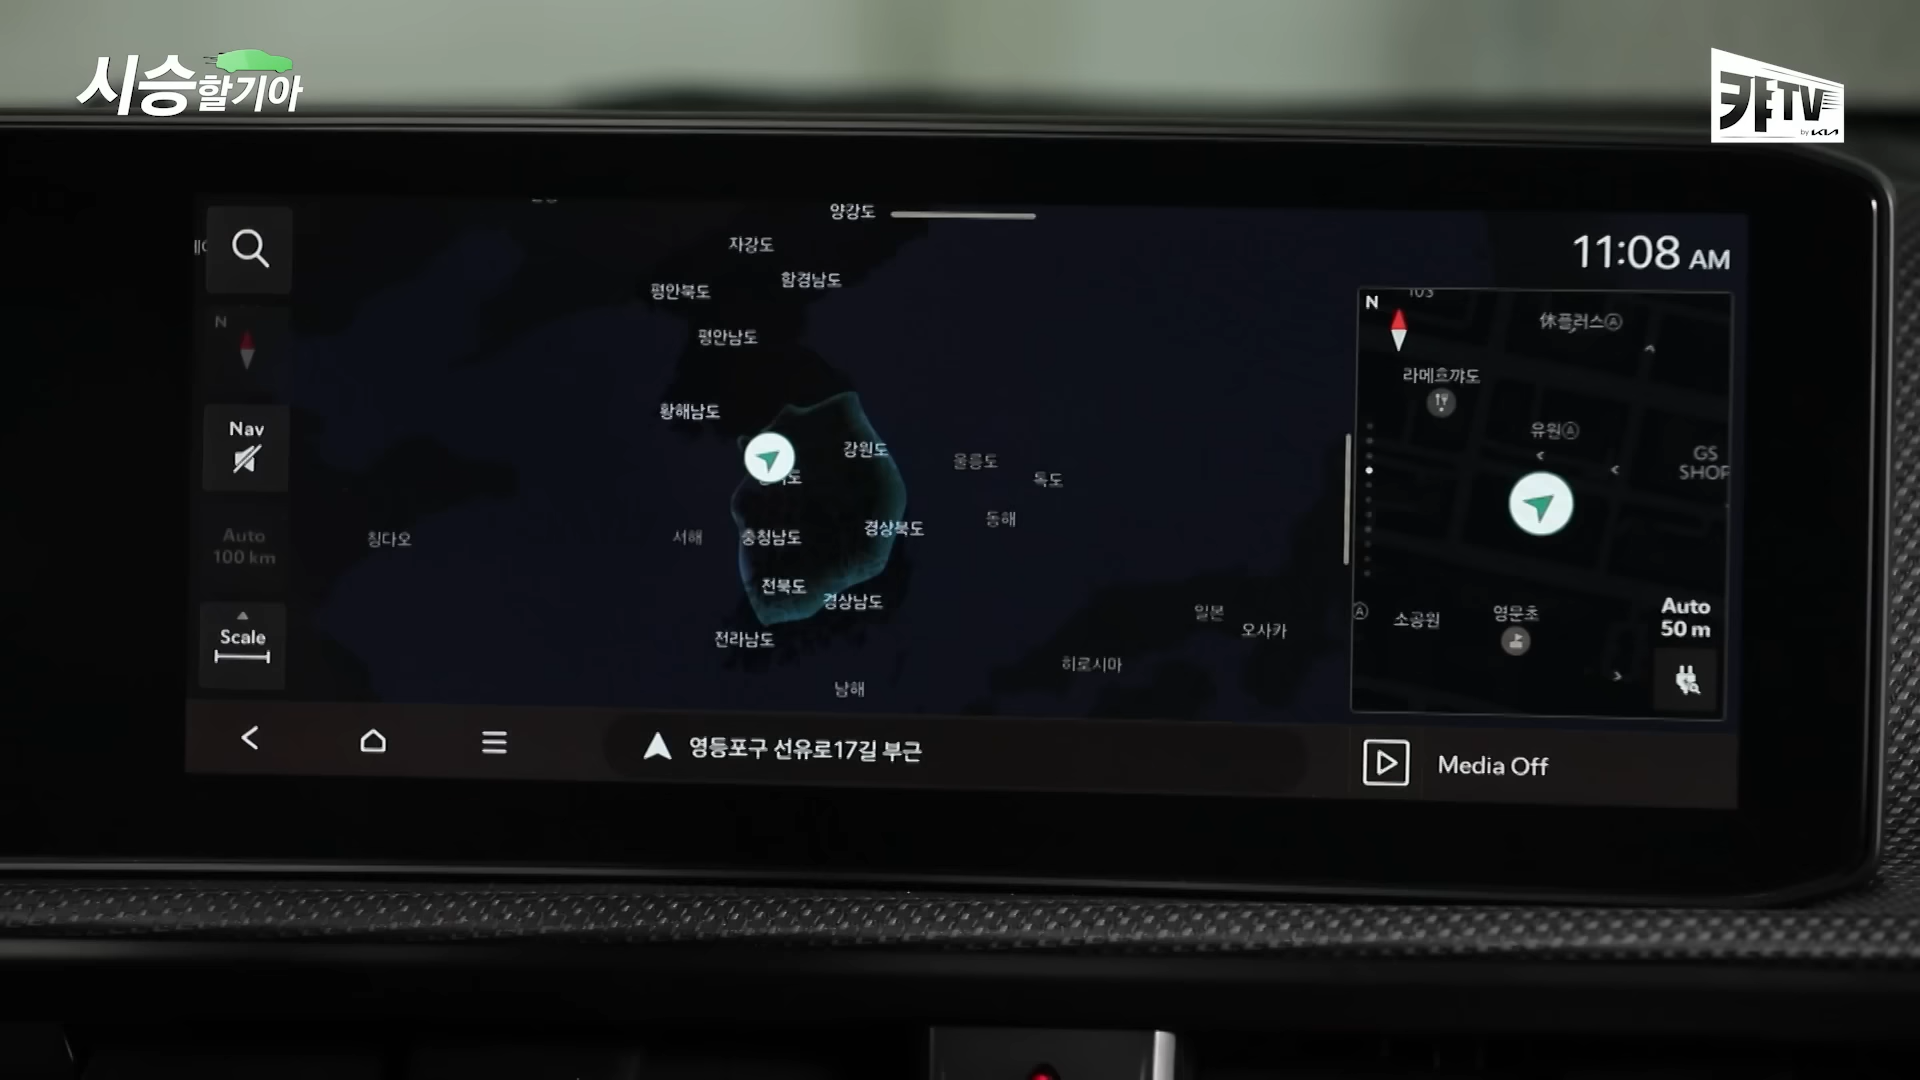 시승할기아
캬TV
by KIA
양강도
11:08 AM
자강도
함경남도
평안북도
평안남도
황해남도
강원도
울릉도
독도
동해
경상북도
칭다오
서해
충청남도
전북도
경상남도
전라남도
남해
일본
오사카
히로시마
N
Nav
Auto
100 km
Scale
N
103
休플러스Ⓐ
라메르꺄도
유원Ⓐ
GS
SHOP
Ⓐ
소공원
영문초
Auto
50 m
영등포구 선유로17길 부근
Media Off